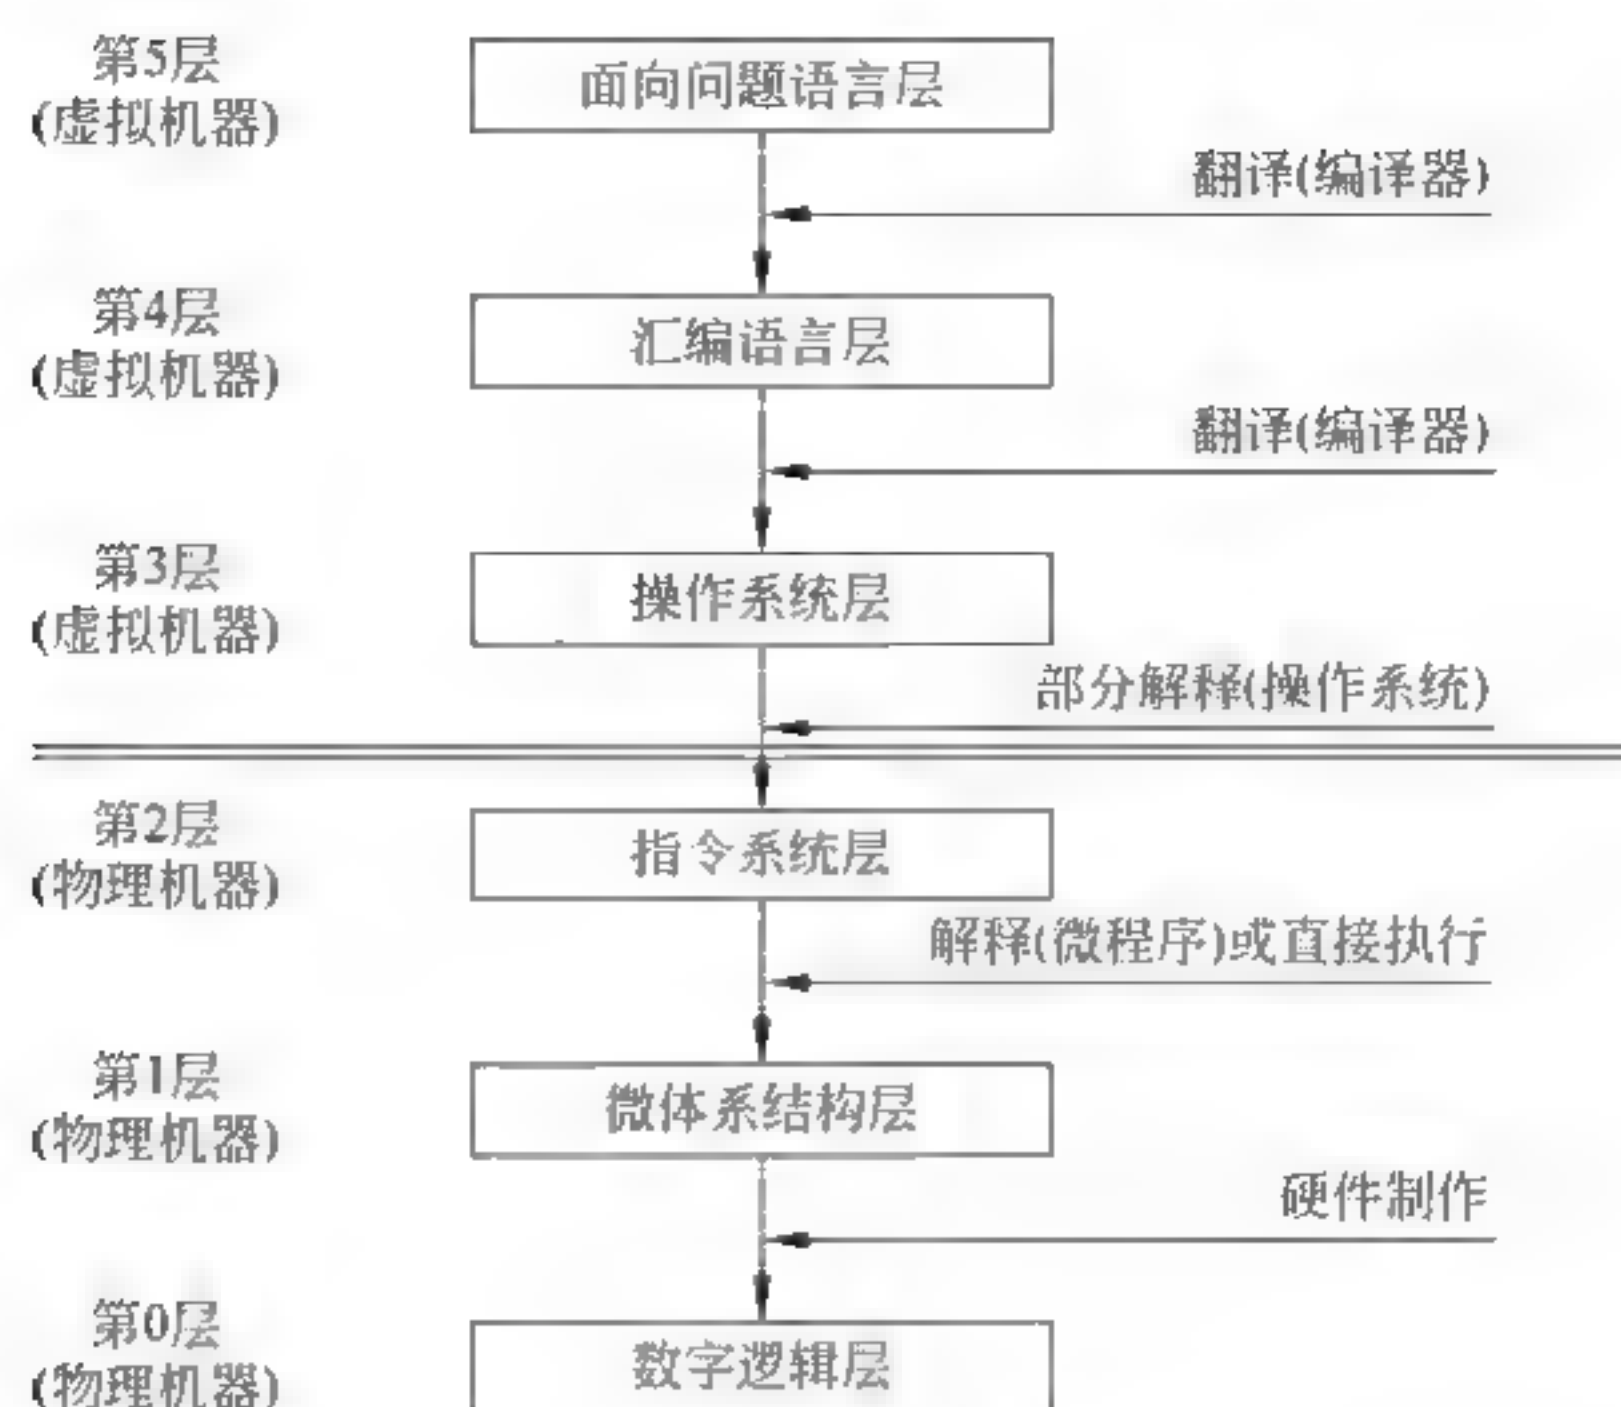 第5层
(虚拟机器)
面向问题语言层
翻译(编译器)
第4层
(虚拟机器)
汇编语言层
翻译(编译器)
第3层
(虚拟机器)
操作系统层
部分解释(操作系统)
第2层
(物理机器)
指令系统层
解释(微程序)或直接执行
第1层
(物理机器)
微体系结构层
硬件制作
第0层
(物理机器)
数字逻辑层